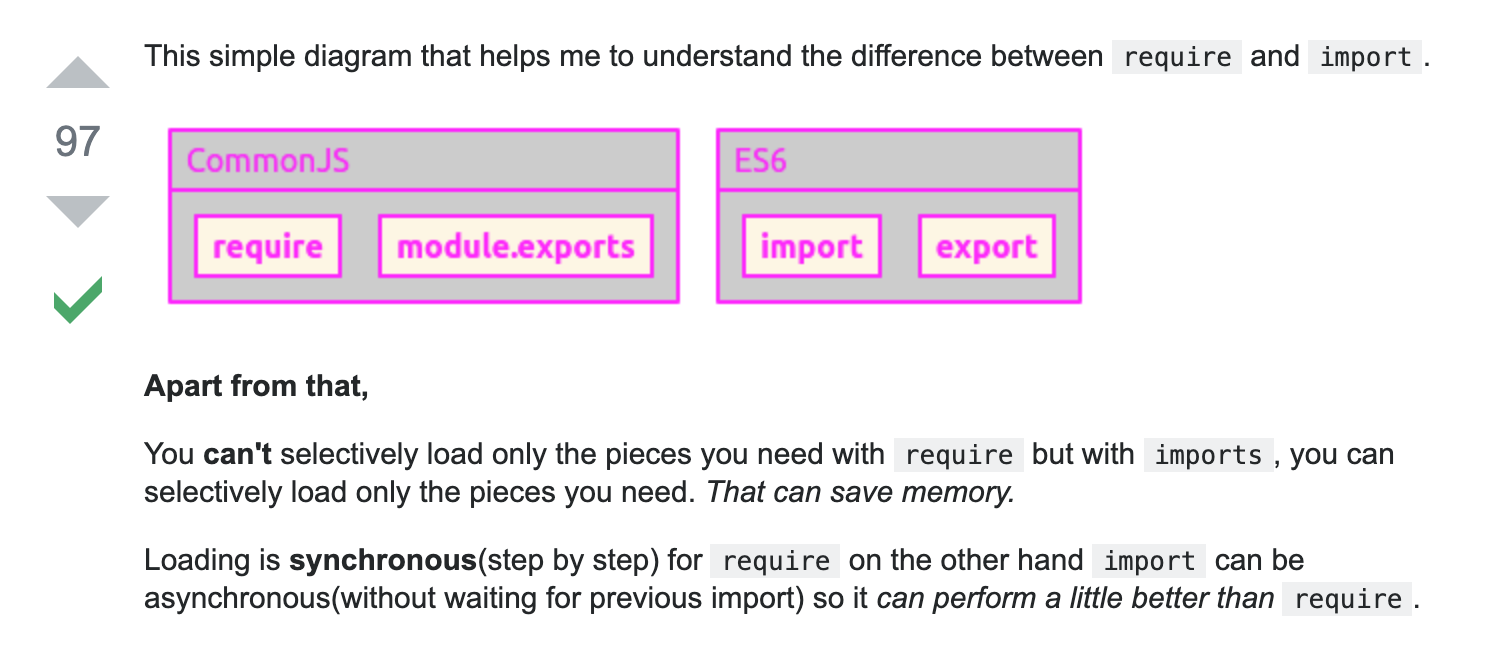 This simple diagram that helps me to understand the difference between require and import.
97
CommonJS
require module.exports
ES6
import export
Apart from that,
You can't selectively load only the pieces you need with require but with imports, you can
selectively load only the pieces you need. That can save memory.
Loading is synchronous(step by step) for require on the other hand import can be
asynchronous(without waiting for previous import) so it can perform a little better than require.